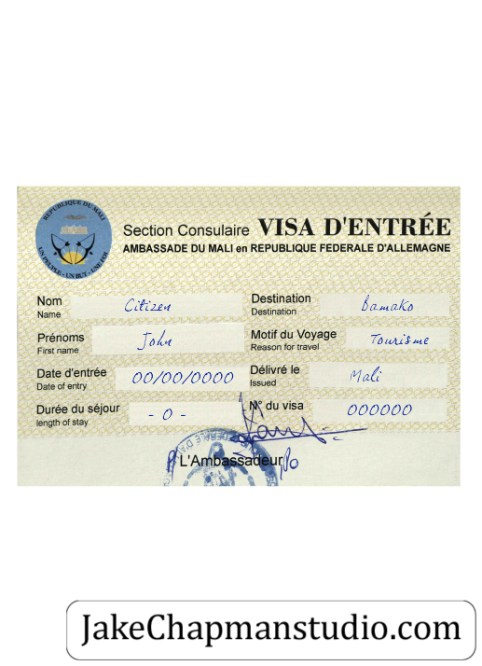 REPUBLIQUE DU MALI
UN PEUPLE - UN BUT - UNE FOI
Section Consulaire VISA D'ENTRÉE
AMBASSADE DU MALI en REPUBLIQUE FEDERALE D'ALLEMAGNE
Nom
Name
Citizen
Destination
Destination
Bamako
Prénoms
First name
John
Motif du Voyage
Reason for travel
Tourisme
Date d'entrée
Date of entry
00/00/0000
Délivré le
Issued
Mali
Durée du séjour
length of stay
- 0 -
N° du visa
000000
L'Ambassadeur
JakeChapmanstudio.com